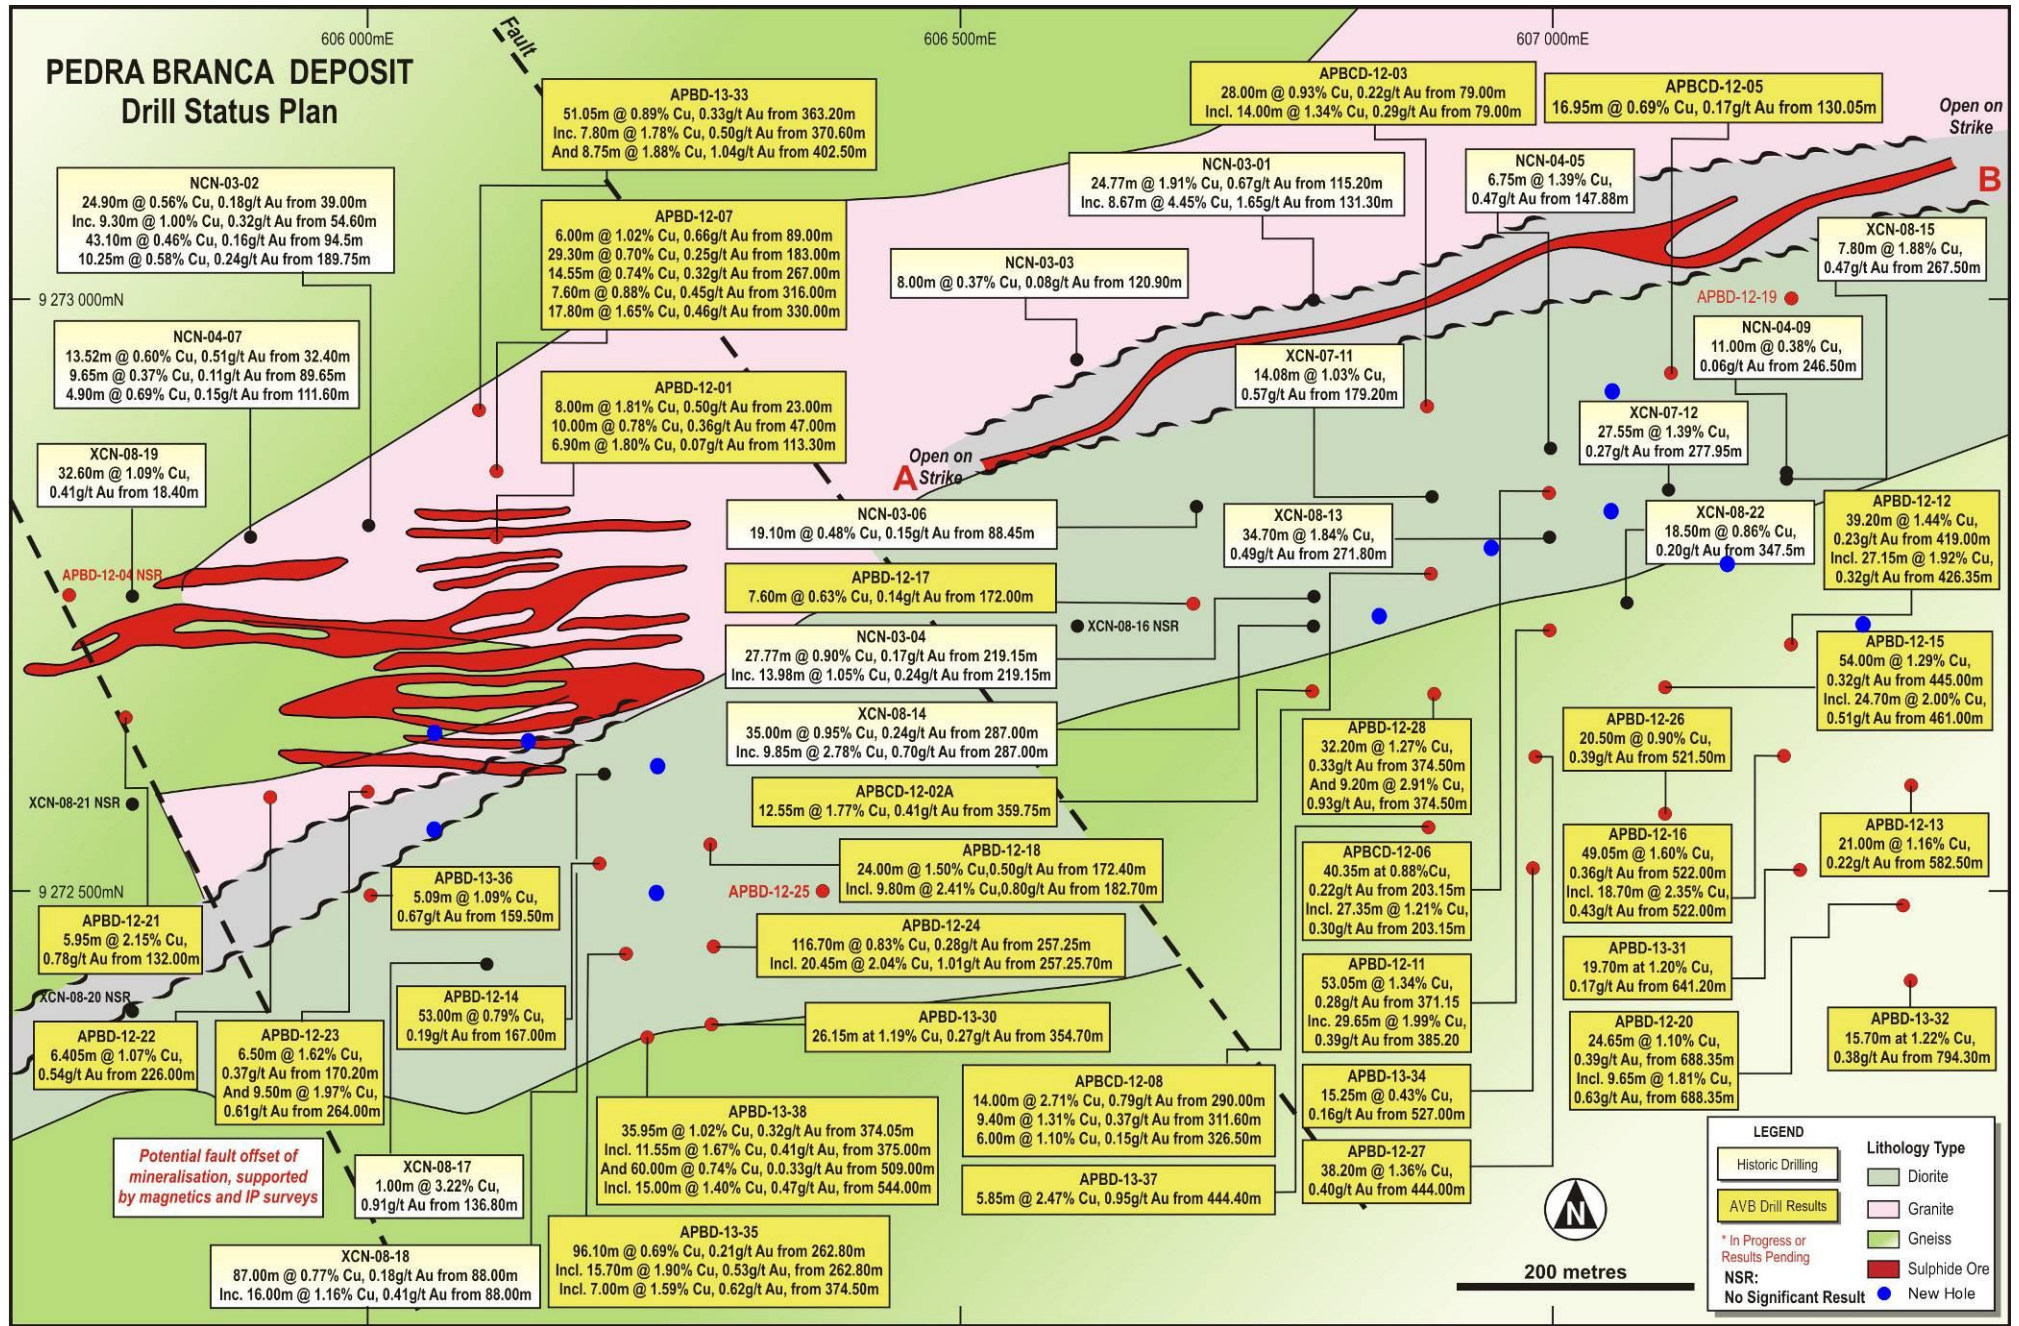 606 000mE
606 500mE
607 000mE
Fault
PEDRA BRANCA DEPOSIT
Drill Status Plan
APBD-13-33
51.05m @ 0.89% Cu, 0.33g/t Au from 363.20m
Inc. 7.80m @ 1.78% Cu, 0.50g/t Au from 370.60m
And 8.75m @ 1.88% Cu, 1.04g/t Au from 402.50m
APBCD-12-03
28.00m @ 0.93% Cu, 0.22g/t Au from 79.00m
Incl. 14.00m @ 1.34% Cu, 0.29g/t Au from 79.00m
APBCD-12-05
16.95m @ 0.69% Cu, 0.17g/t Au from 130.05m
Open on
Strike
B
NCN-03-02
24.90m @ 0.56% Cu, 0.18g/t Au from 39.00m
Inc. 9.30m @ 1.00% Cu, 0.32g/t Au from 54.60m
43.10m @ 0.46% Cu, 0.16g/t Au from 94.5m
10.25m @ 0.58% Cu, 0.24g/t Au from 189.75m
NCN-03-01
24.77m @ 1.91% Cu, 0.67g/t Au from 115.20m
Inc. 8.67m @ 4.45% Cu, 1.65g/t Au from 131.30m
NCN-04-05
6.75m @ 1.39% Cu,
0.47g/t Au from 147.88m
APBD-12-07
6.00m @ 1.02% Cu, 0.66g/t Au from 89.00m
29.30m @ 0.70% Cu, 0.25g/t Au from 183.00m
14.55m @ 0.74% Cu, 0.32g/t Au from 267.00m
7.60m @ 0.88% Cu, 0.45g/t Au from 316.00m
17.80m @ 1.65% Cu, 0.46g/t Au from 330.00m
XCN-08-15
7.80m @ 1.88% Cu,
0.47g/t Au from 267.50m
NCN-03-03
8.00m @ 0.37% Cu, 0.08g/t Au from 120.90m
9 273 000mN
APBD-12-19
NCN-04-07
13.52m @ 0.60% Cu, 0.51g/t Au from 32.40m
9.65m @ 0.37% Cu, 0.11g/t Au from 89.65m
4.90m @ 0.69% Cu, 0.15g/t Au from 111.60m
NCN-04-09
11.00m @ 0.38% Cu,
0.06g/t Au from 246.50m
XCN-07-11
14.08m @ 1.03% Cu,
0.57g/t Au from 179.20m
APBD-12-01
8.00m @ 1.81% Cu, 0.50g/t Au from 23.00m
10.00m @ 0.78% Cu, 0.36g/t Au from 47.00m
6.90m @ 1.80% Cu, 0.07g/t Au from 113.30m
XCN-07-12
27.55m @ 1.39% Cu,
0.27g/t Au from 277.95m
XCN-08-19
32.60m @ 1.09% Cu,
0.41g/t Au from 18.40m
Open on
Strike
A
NCN-03-06
19.10m @ 0.48% Cu, 0.15g/t Au from 88.45m
XCN-08-13
34.70m @ 1.84% Cu,
0.49g/t Au from 271.80m
XCN-08-22
18.50m @ 0.86% Cu,
0.20g/t Au from 347.5m
APBD-12-12
39.20m @ 1.44% Cu,
0.23g/t Au from 419.00m
Incl. 27.15m @ 1.92% Cu,
0.32g/t Au from 426.35m
APBD-12-04 NSR
APBD-12-17
7.60m @ 0.63% Cu, 0.14g/t Au from 172.00m
XCN-08-16 NSR
NCN-03-04
27.77m @ 0.90% Cu, 0.17g/t Au from 219.15m
Inc. 13.98m @ 1.05% Cu, 0.24g/t Au from 219.15m
APBD-12-15
54.00m @ 1.29% Cu,
0.32g/t Au from 445.00m
Incl. 24.70m @ 2.00% Cu,
0.51g/t Au from 461.00m
XCN-08-14
35.00m @ 0.95% Cu, 0.24g/t Au from 287.00m
Inc. 9.85m @ 2.78% Cu, 0.70g/t Au from 287.00m
APBD-12-28
32.20m @ 1.27% Cu,
0.33g/t Au from 374.50m
And 9.20m @ 2.91% Cu,
0.93g/t Au, from 374.50m
APBD-12-26
20.50m @ 0.90% Cu,
0.39g/t Au from 521.50m
APBCD-12-02A
12.55m @ 1.77% Cu, 0.41g/t Au from 359.75m
XCN-08-21 NSR
APBD-12-13
21.00m @ 1.16% Cu,
0.22g/t Au from 582.50m
APBD-12-16
49.05m @ 1.60% Cu,
0.36g/t Au from 522.00m
Incl. 18.70m @ 2.35% Cu,
0.43g/t Au from 522.00m
APBD-12-18
24.00m @ 1.50% Cu,0.50g/t Au from 172.40m
Incl. 9.80m @ 2.41% Cu,0.80g/t Au from 182.70m
APBCD-12-06
40.35m at 0.88%Cu,
0.22g/t Au from 203.15m
Incl. 27.35m @ 1.21% Cu,
0.30g/t Au from 203.15m
APBD-13-36
5.09m @ 1.09% Cu,
0.67g/t Au from 159.50m
APBD-12-25
9 272 500mN
APBD-12-21
5.95m @ 2.15% Cu,
0.78g/t Au from 132.00m
APBD-12-24
116.70m @ 0.83% Cu, 0.28g/t Au from 257.25m
Incl. 20.45m @ 2.04% Cu, 1.01g/t Au from 257.25.70m
APBD-13-31
19.70m at 1.20% Cu,
0.17g/t Au from 641.20m
APBD-12-11
53.05m @ 1.34% Cu,
0.28g/t Au from 371.15
Inc. 29.65m @ 1.99% Cu,
0.39g/t Au from 385.20
XCN-08-20 NSR
APBD-12-14
53.00m @ 0.79% Cu,
0.19g/t Au from 167.00m
APBD-13-30
26.15m at 1.19% Cu, 0.27g/t Au from 354.70m
APBD-12-20
24.65m @ 1.10% Cu,
0.39g/t Au, from 688.35m
Incl. 9.65m @ 1.81% Cu,
0.63g/t Au, from 688.35m
APBD-13-32
15.70m at 1.22% Cu,
0.38g/t Au from 794.30m
APBD-12-22
6.405m @ 1.07% Cu,
0.54g/t Au from 226.00m
APBD-12-23
6.50m @ 1.62% Cu,
0.37g/t Au from 170.20m
And 9.50m @ 1.97% Cu,
0.61g/t Au from 264.00m
APBCD-12-08
14.00m @ 2.71% Cu, 0.79g/t Au from 290.00m
9.40m @ 1.31% Cu, 0.37g/t Au from 311.60m
6.00m @ 1.10% Cu, 0.15g/t Au from 326.50m
APBD-13-34
15.25m @ 0.43% Cu,
0.16g/t Au from 527.00m
APBD-13-38
35.95m @ 1.02% Cu, 0.32g/t Au from 374.05m
Incl. 11.55m @ 1.67% Cu, 0.41g/t Au, from 375.00m
And 60.00m @ 0.74% Cu, 0.0.33g/t Au from 509.00m
Incl. 15.00m @ 1.40% Cu, 0.47g/t Au, from 544.00m
Potential fault offset of
mineralisation, supported
by magnetics and IP surveys
XCN-08-17
1.00m @ 3.22% Cu,
0.91g/t Au from 136.80m
APBD-13-37
5.85m @ 2.47% Cu, 0.95g/t Au from 444.40m
APBD-12-27
38.20m @ 1.36% Cu,
0.40g/t Au from 444.00m
XCN-08-18
87.00m @ 0.77% Cu, 0.18g/t Au from 88.00m
Inc. 16.00m @ 1.16% Cu, 0.41g/t Au from 88.00m
APBD-13-35
96.10m @ 0.69% Cu, 0.21g/t Au from 262.80m
Incl. 15.70m @ 1.90% Cu, 0.53g/t Au, from 262.80m
Incl. 7.00m @ 1.59% Cu, 0.62g/t Au, from 374.50m
N
200 metres
LEGEND
Historic Drilling
AVB Drill Results
* In Progress or
Results Pending
NSR:
No Significant Result
Lithology Type
Diorite
Granite
Gneiss
Sulphide Ore
New Hole